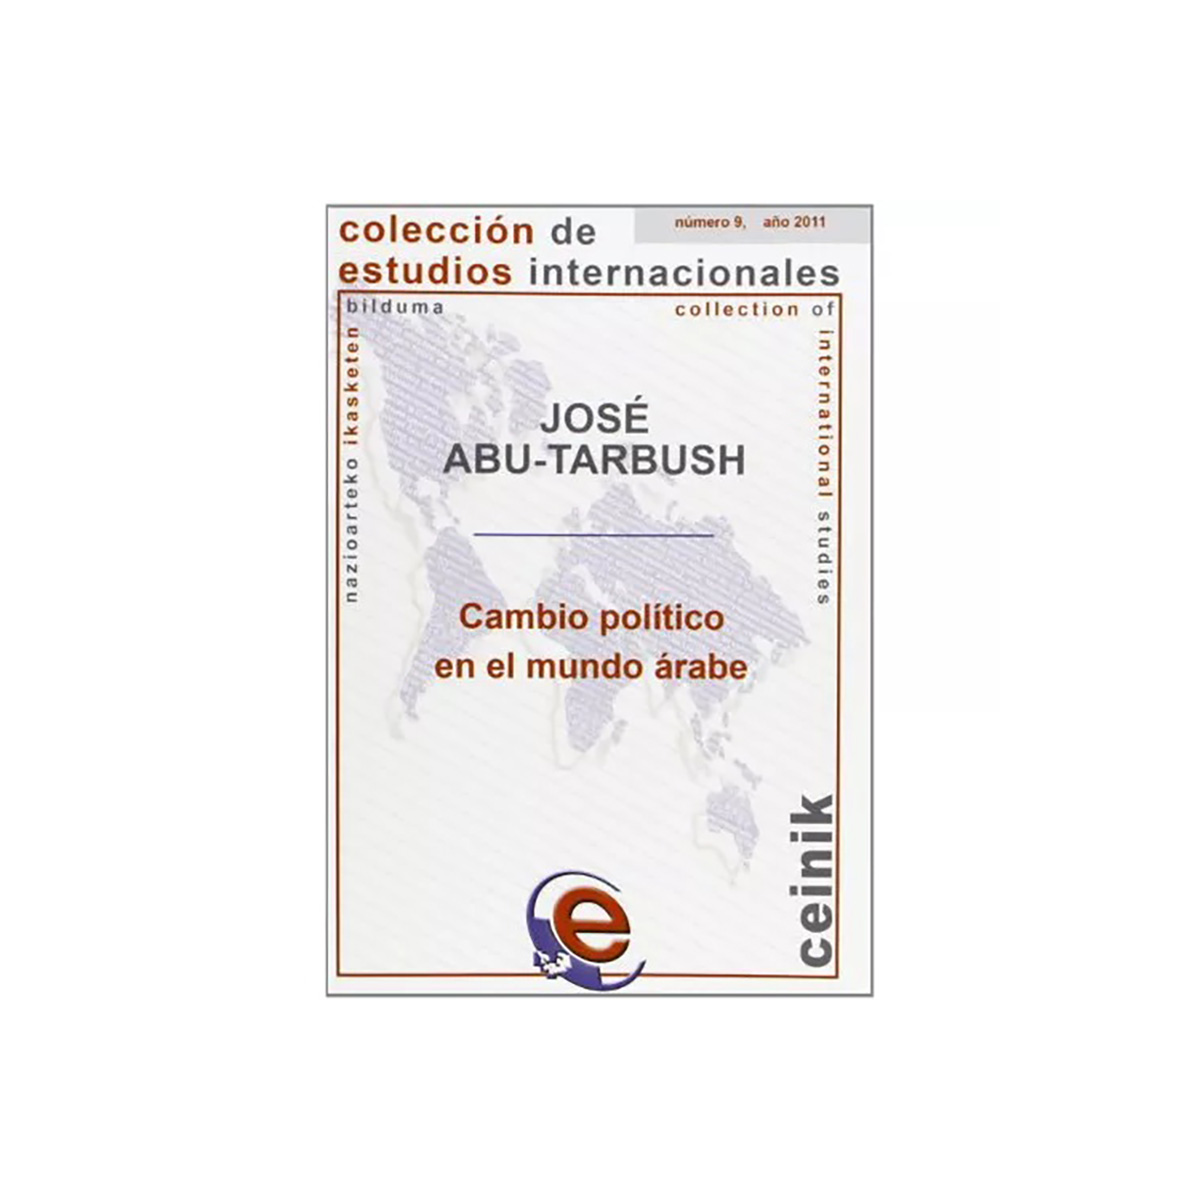 colección de
estudios internacionales
número 9, año 2011
bilduma
collection of
nazioarteko ikasketen
international studies
JOSÉ
ABU-TARBUSH
Cambio político
en el mundo árabe
ceinik
e